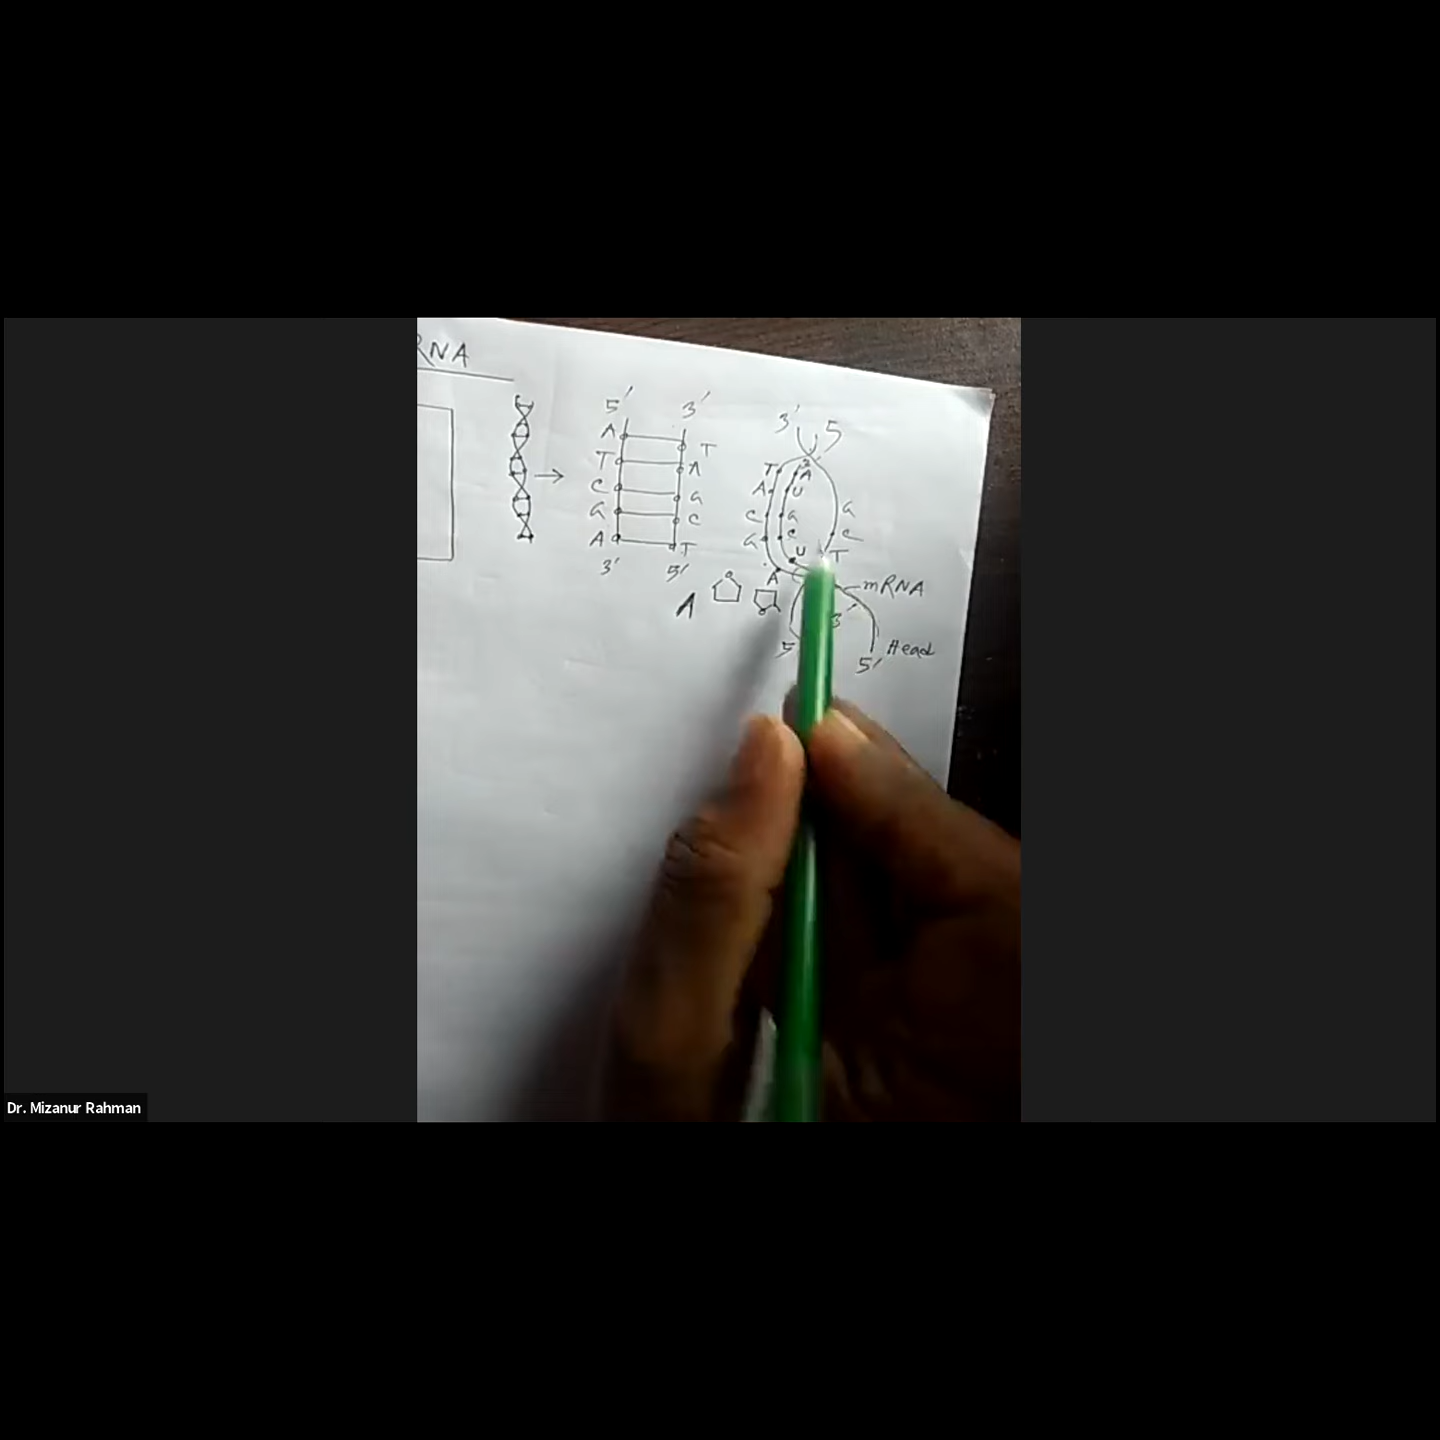 RNA
5′ 3′
A T
T A
C G
G C
A T
3′ 5′
A
3′ 5
T A
A U
C G G
G C C
U T
A
mRNA
3′
5
5′ Head
Dr. Mizanur Rahman